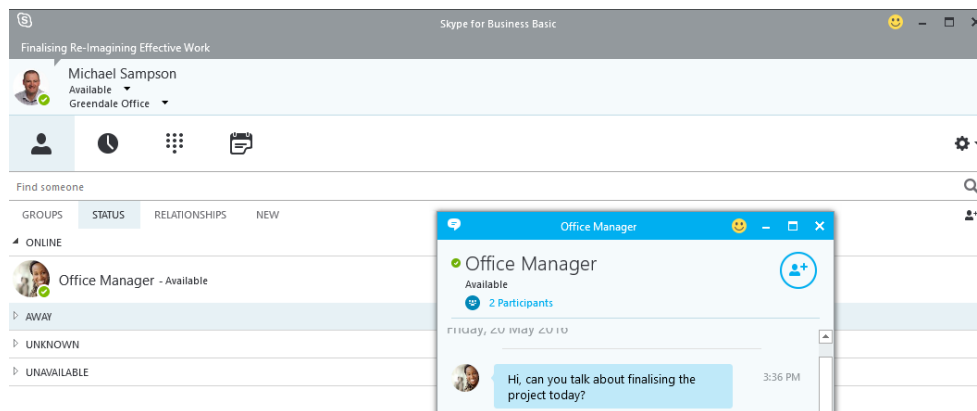 Skype for Business Basic
Finalising Re-Imagining Effective Work
Michael Sampson
Available
Greendale Office
Find someone
GROUPS STATUS RELATIONSHIPS NEW
ONLINE
Office Manager - Available
AWAY
UNKNOWN
UNAVAILABLE
Office Manager
Office Manager
Available
2 Participants
Friday, 20 May 2016
Hi, can you talk about finalising the
project today?
3:36 PM